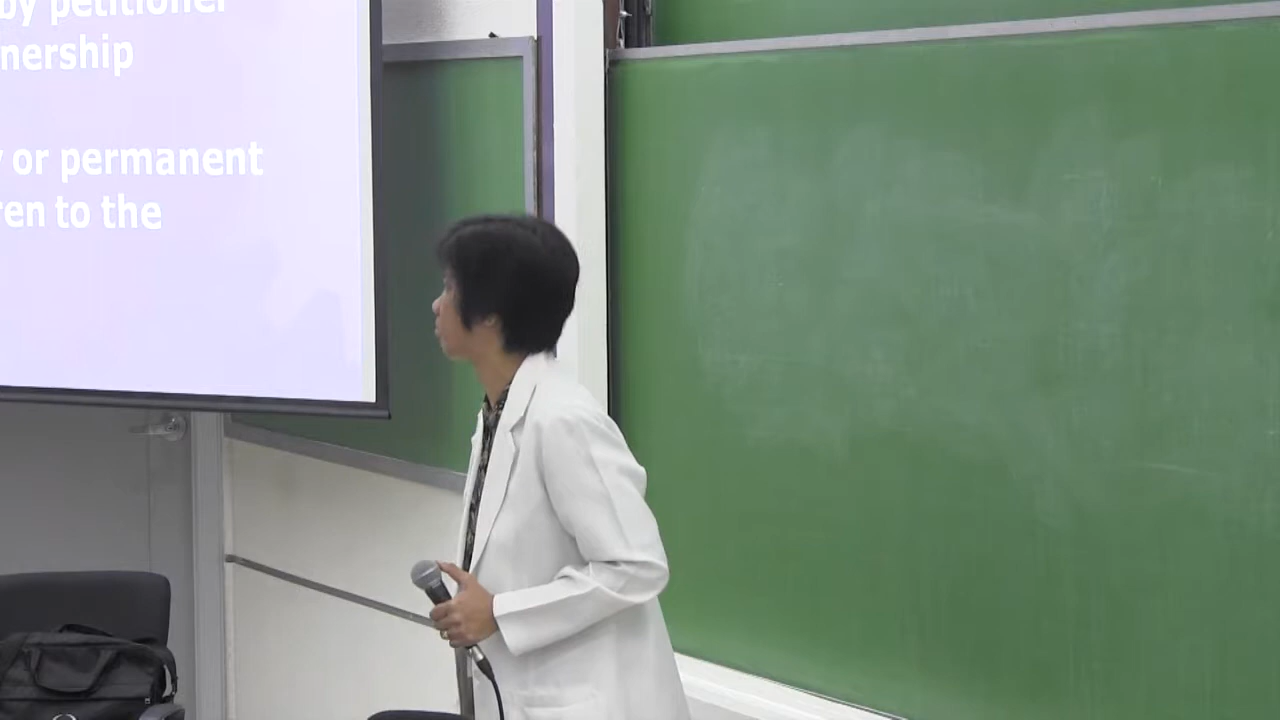 by petitioner
nership
or permanent
ren to the